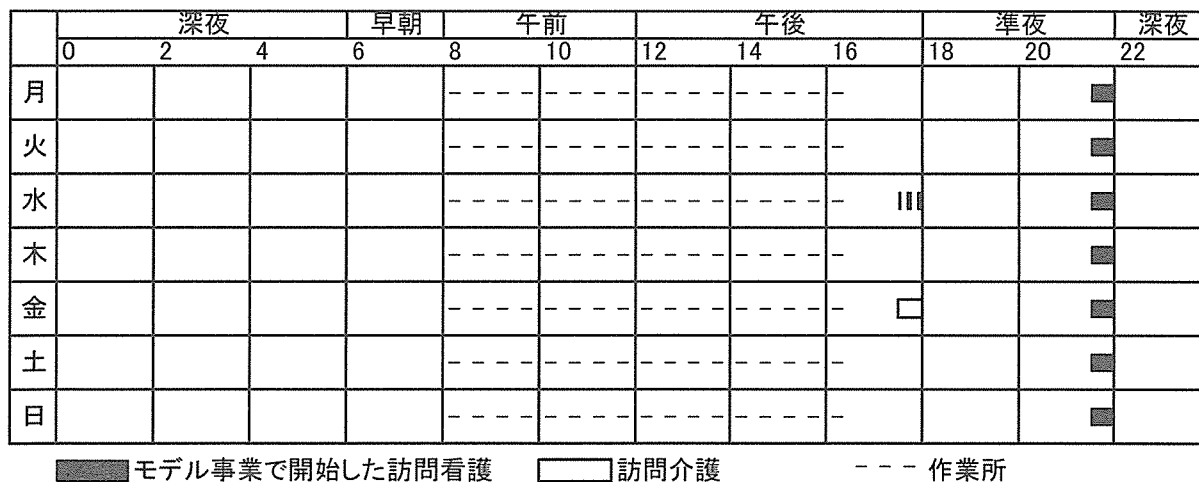 深夜 早朝 午前 午後 準夜 深夜
0 2 4 6 8 10 12 14 16 18 20 22
月
火
水
木
金
土
日
モデル事業で開始した訪問看護 訪問介護 作業所